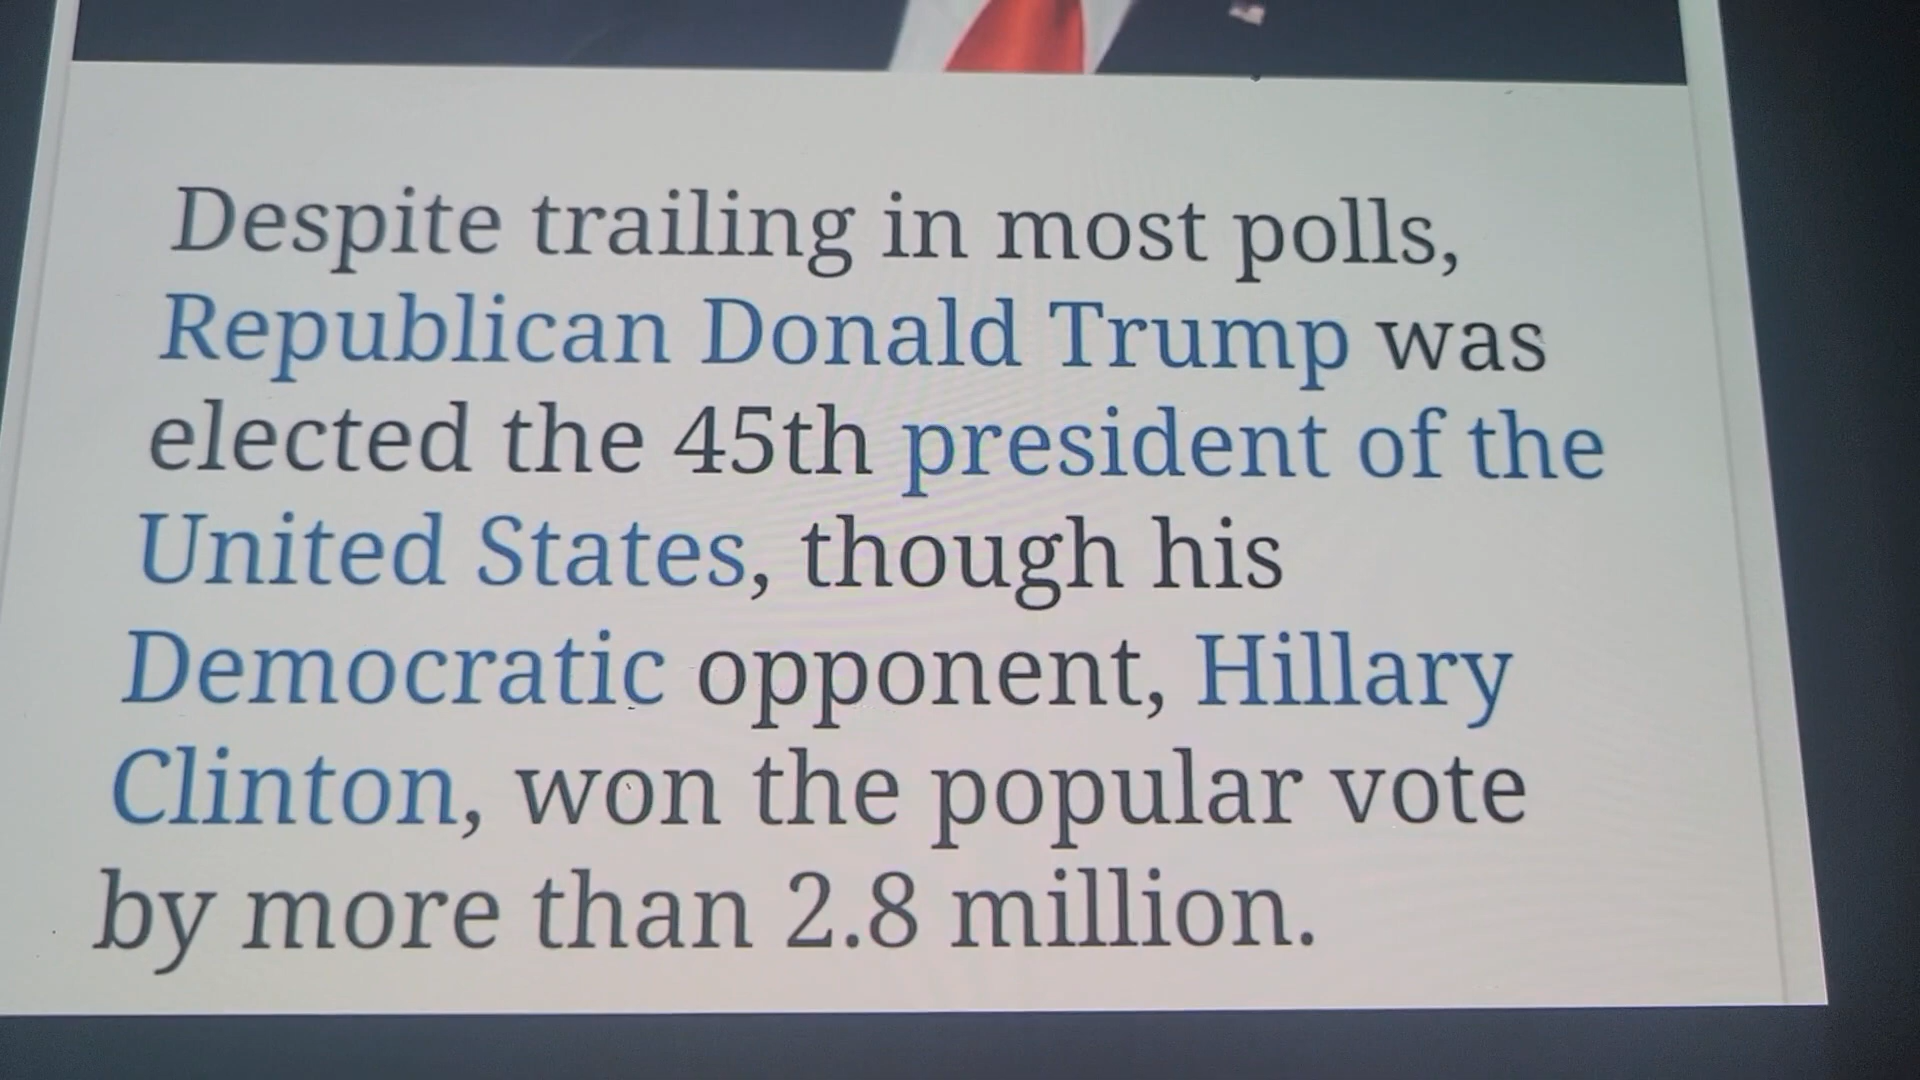 Despite trailing in most polls,
Republican Donald Trump was
elected the 45th president of the
United States, though his
Democratic opponent, Hillary
Clinton, won the popular vote
by more than 2.8 million.